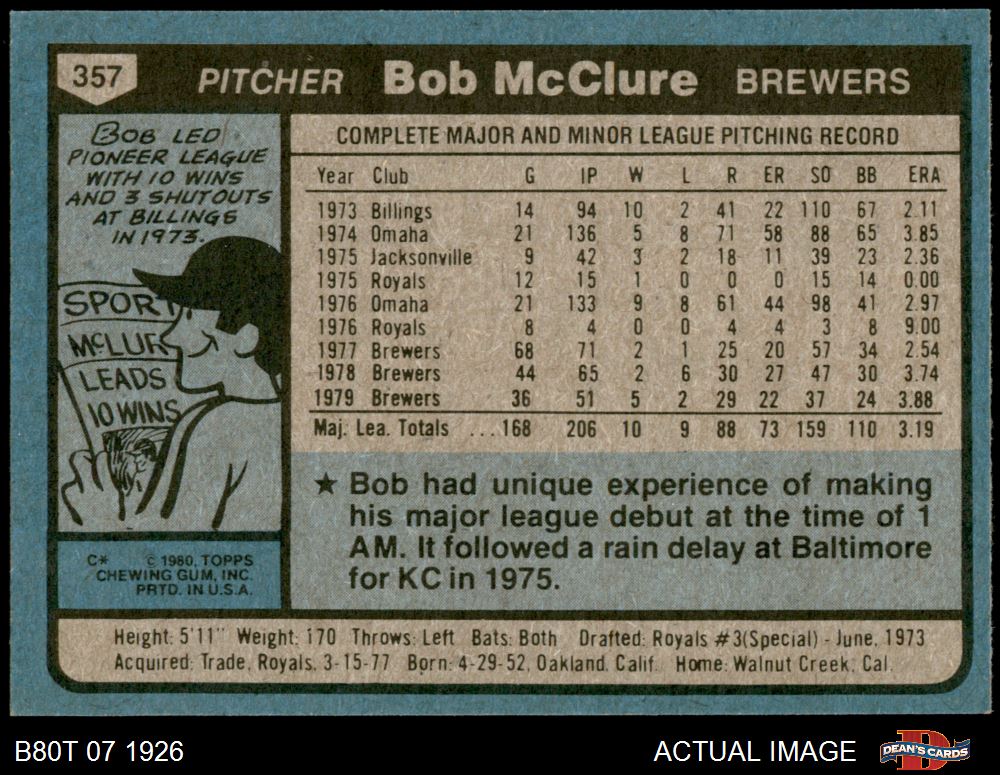 357 PITCHER Bob McClure BREWERS
BOB LED
PIONEER LEAGUE
WITH 10 WINS
AND 3 SHUTOUTS
AT BILLINGS
IN 1973.
SPORT
McLUR
LEADS
10 WINS
C* © 1980, TOPPS
CHEWING GUM, INC.
PRTD. IN U.S.A.
COMPLETE MAJOR AND MINOR LEAGUE PITCHING RECORD
Year Club G IP W L R ER SO BB ERA
1973 Billings 14 94 10 2 41 22 110 67 2.11
1974 Omaha 21 136 5 8 71 58 88 65 3.85
1975 Jacksonville 9 42 3 2 18 11 39 23 2.36
1975 Royals 12 15 1 0 0 0 15 14 0.00
1976 Omaha 21 133 9 8 61 44 98 41 2.97
1976 Royals 8 4 0 0 4 4 3 8 9.00
1977 Brewers 68 71 2 1 25 20 57 34 2.54
1978 Brewers 44 65 2 6 30 27 47 30 3.74
1979 Brewers 36 51 5 2 29 22 37 24 3.88
Maj. Lea. Totals ...168 206 10 9 88 73 159 110 3.19
★ Bob had unique experience of making
his major league debut at the time of 1
AM. It followed a rain delay at Baltimore
for KC in 1975.
Height: 5'11" Weight: 170 Throws: Left Bats: Both Drafted: Royals #3(Special) - June, 1973
Acquired: Trade, Royals, 3-15-77 Born: 4-29-52, Oakland, Calif. Home: Walnut Creek, Cal.
B80T 07 1926 ACTUAL IMAGE DEAN'S CARDS